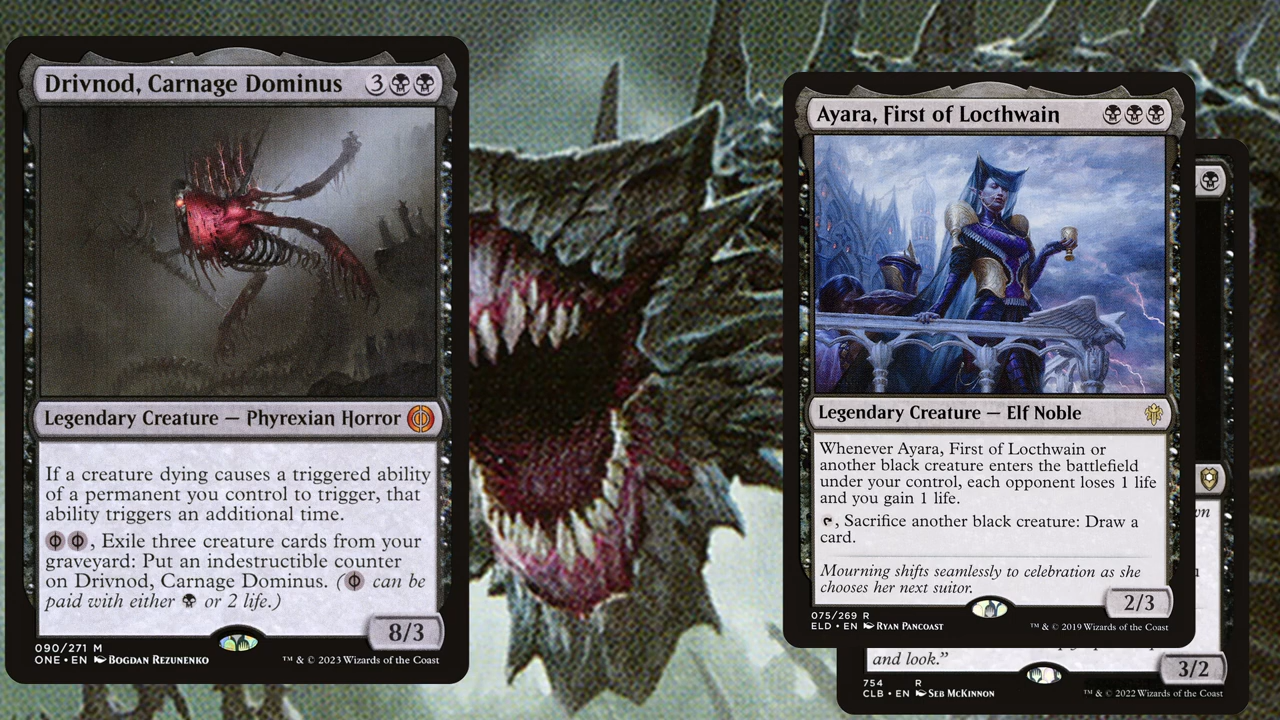 Drivnod, Carnage Dominus 3
Legendary Creature — Phyrexian Horror
If a creature dying causes a triggered ability
of a permanent you control to trigger, that
ability triggers an additional time.
, Exile three creature cards from your
graveyard: Put an indestructible counter
on Drivnod, Carnage Dominus. ( can be
paid with either or 2 life.)
8/3
090/271 M
ONE • EN BOGDAN REZUNENKO
™ & © 2023 Wizards of the Coast
Ayara, First of Locthwain
Legendary Creature — Elf Noble
Whenever Ayara, First of Locthwain or
another black creature enters the battlefield
under your control, each opponent loses 1 life
and you gain 1 life.
, Sacrifice another black creature: Draw a
card.
Mourning shifts seamlessly to celebration as she
chooses her next suitor.
2/3
075/269 R
ELD • EN RYAN PANCOAST
™ & © 2019 Wizards of the Coast
and look.”
3/2
754 R
CLB • EN SEB MCKINNON
™ & © 2022 Wizards of the Coast